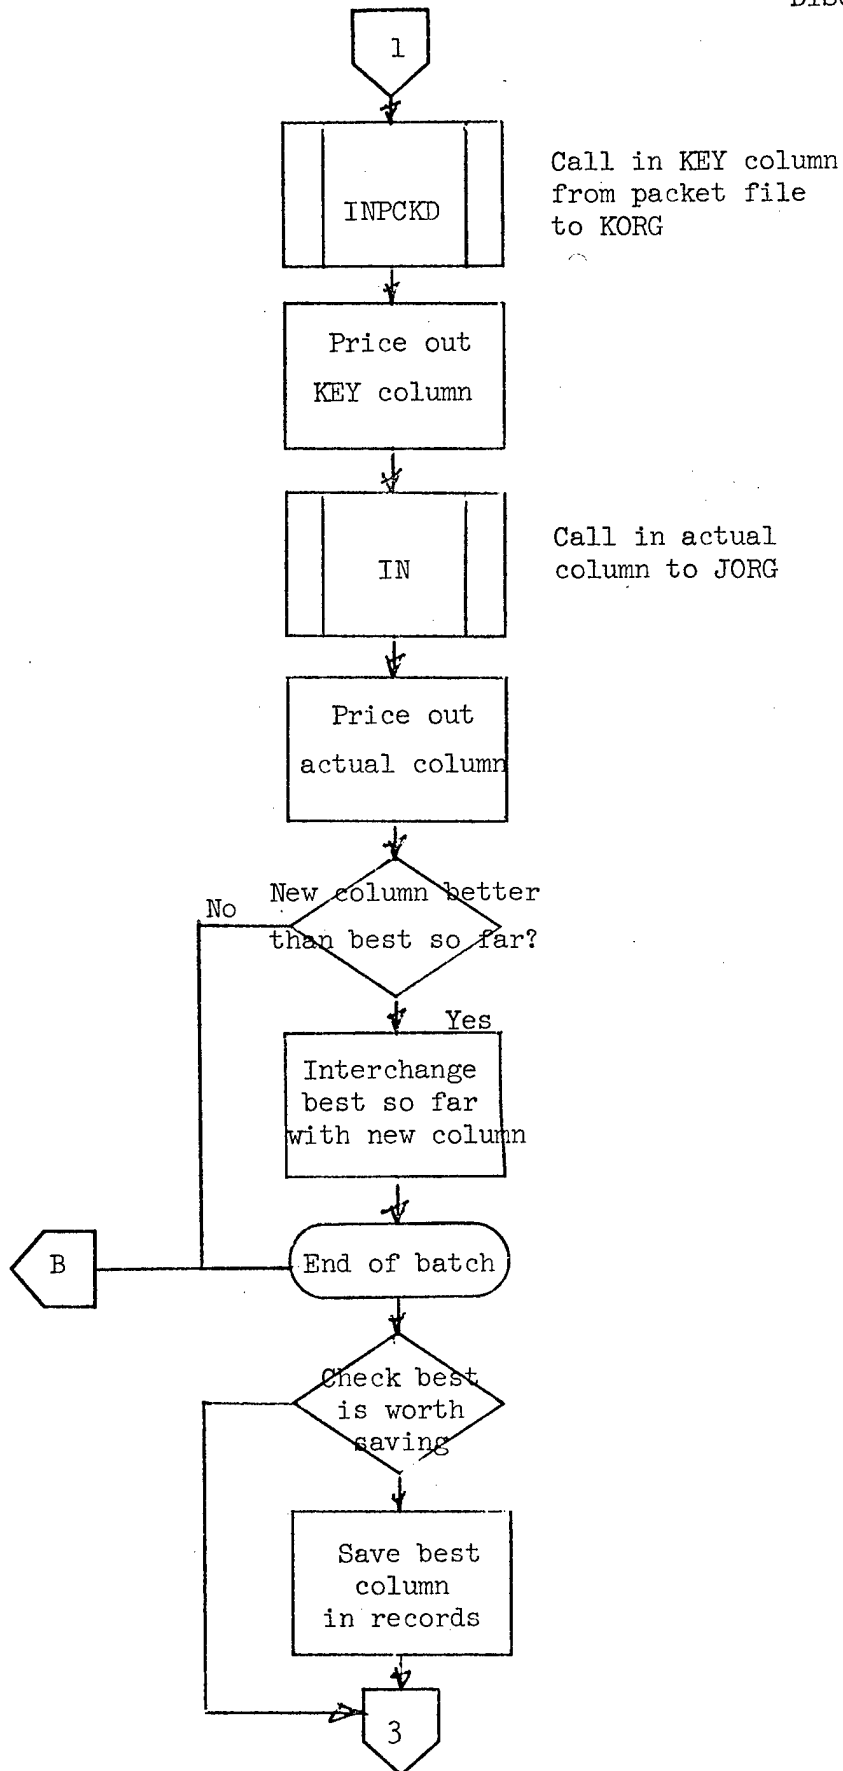 1
INPCKD
Call in KEY column
from packet file
to KORG
Price out
KEY column
IN
Call in actual
column to JORG
Price out
actual column
No
New column better
than best so far?
Yes
Interchange
best so far
with new column
B
End of batch
Check best
is worth
saving
Save best
column
in records
3